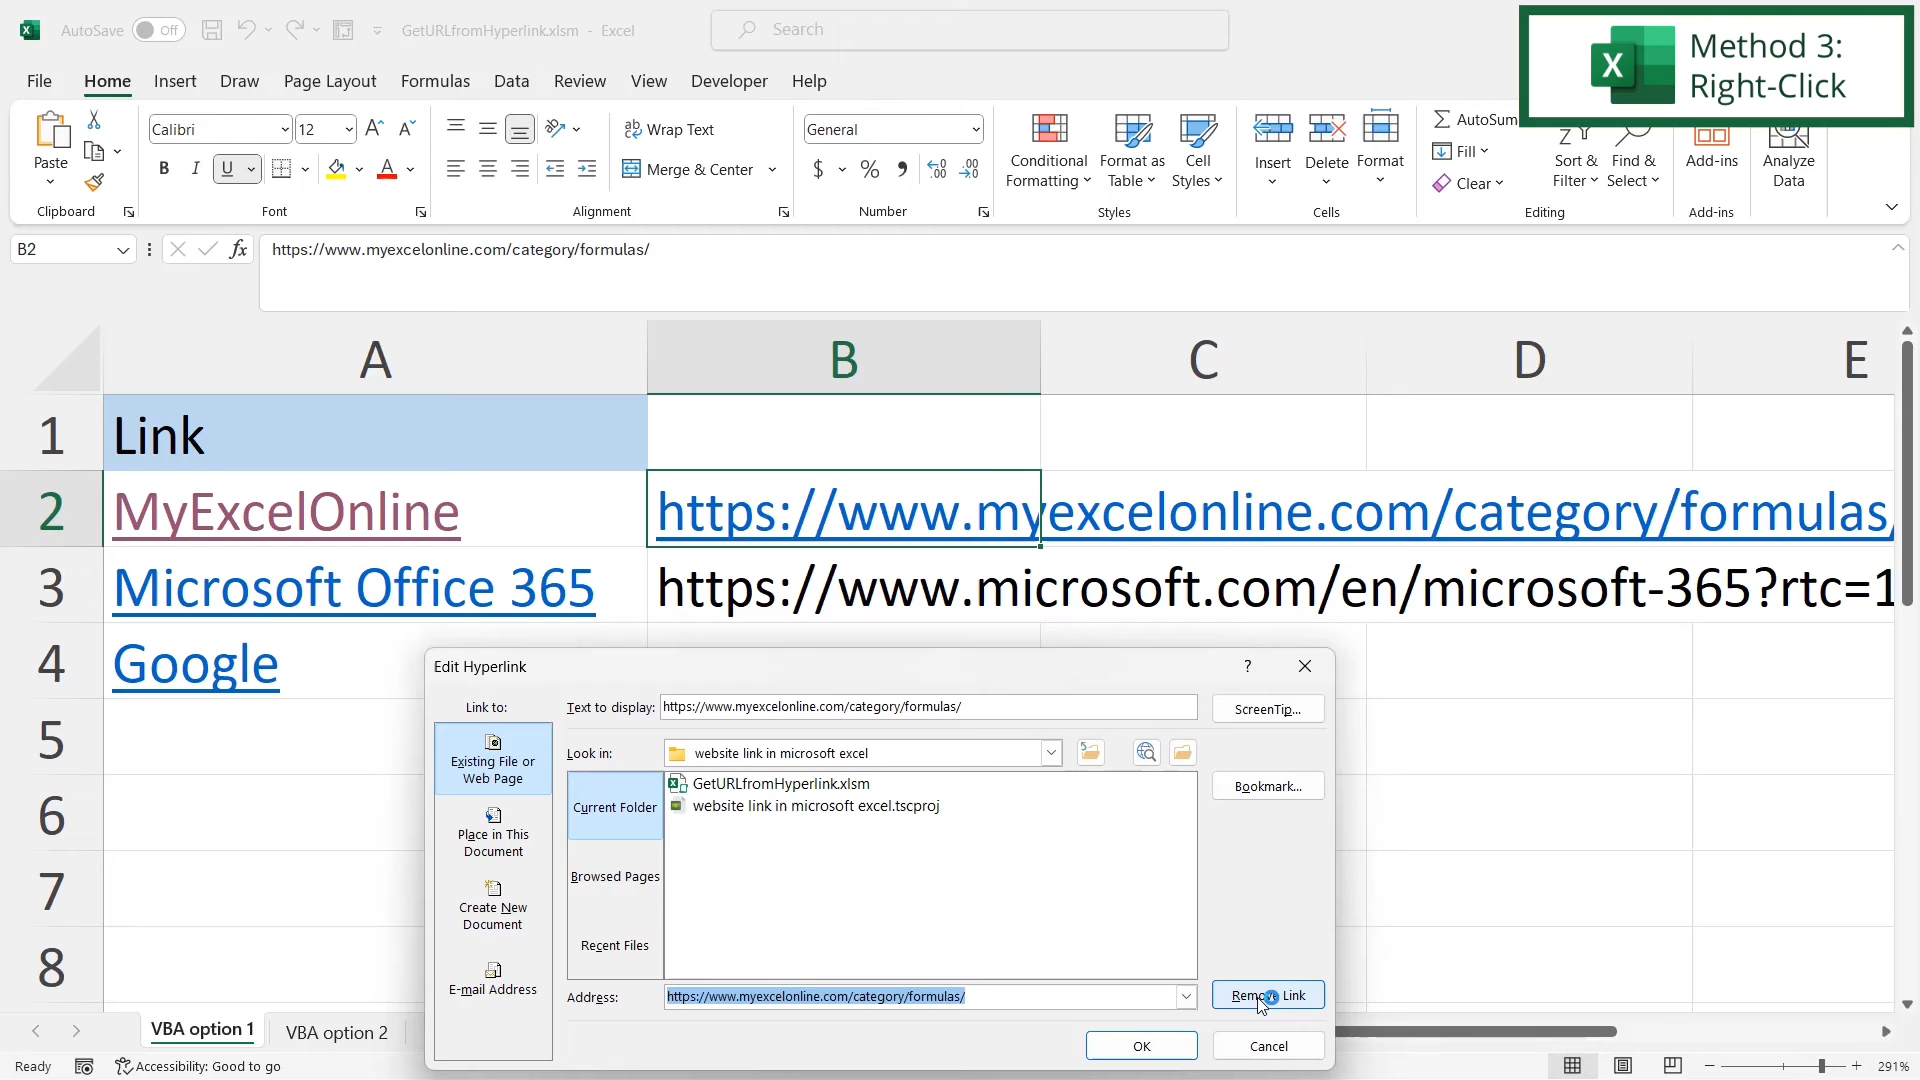 AutoSave Off GetURLfromHyperlink.xlsm - Excel Search
Method 3:
Right-Click
File Home Insert Draw Page Layout Formulas Data Review View Developer Help
Calibri 12 Wrap Text General AutoSum
Paste B I U Merge & Center $ %
Conditional
Formatting
Format as
Table
Cell
Styles
Insert Delete Format
Fill
Clear
Sort &
Filter
Find &
Select
Add-ins
Analyze
Data
Clipboard Font Alignment Number Styles Cells Editing Add-ins
B2 fx https://www.myexcelonline.com/category/formulas/
A B C D E
1 Link
2 MyExcelOnline https://www.myexcelonline.com/category/formulas/
3 Microsoft Office 365 https://www.microsoft.com/en/microsoft-365?rtc=1
4 Google
5
6
7
8
Edit Hyperlink ?
Link to: Text to display: https://www.myexcelonline.com/category/formulas/ ScreenTip...
Existing File or
Web Page
Place in This
Document
Create New
Document
E-mail Address
Look in: website link in microsoft excel
Current Folder
Browsed Pages
Recent Files
GetURLfromHyperlink.xlsm
website link in microsoft excel.tscproj
Bookmark...
Address: https://www.myexcelonline.com/category/formulas/ Remove Link
OK Cancel
VBA option 1 VBA option 2
Ready Accessibility: Good to go 291%